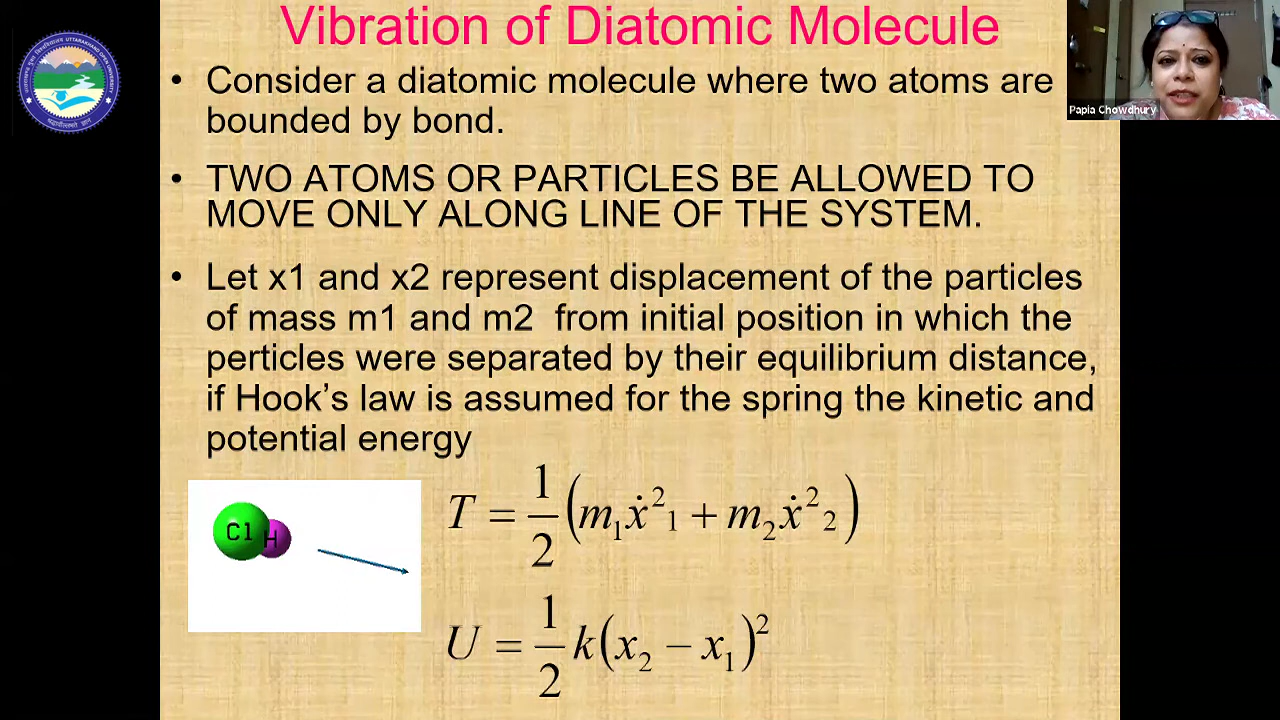 Vibration of Diatomic Molecule
• Consider a diatomic molecule where two atoms are
bounded by bond.
• TWO ATOMS OR PARTICLES BE ALLOWED TO
MOVE ONLY ALONG LINE OF THE SYSTEM.
• Let x1 and x2 represent displacement of the particles
of mass m1 and m2 from initial position in which the
perticles were separated by their equilibrium distance,
if Hook’s law is assumed for the spring the kinetic and
potential energy
T = 1/2 (m₁ẋ²₁ + m₂ẋ²₂)
U = 1/2 k(x₂ − x₁)²
Cl H
Papia Chowdhury
UTTARAKHAND OPEN UNIVERSITY